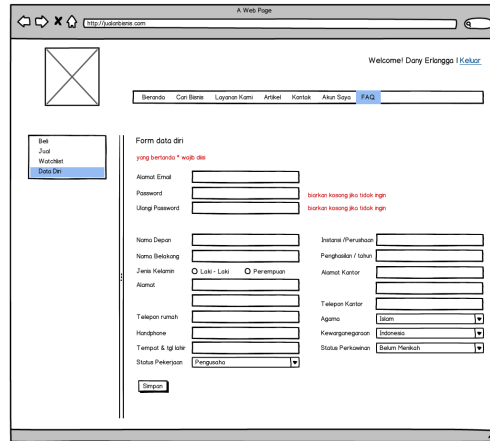 A Web Page
http://jualanbisnis.com
Welcome! Dany Erlangga | Keluar
Beranda Cari Bisnis Layanan Kami Artikel Kontak Akun Saya FAQ
Beli
Jual
Watchlist
Data Diri
Form data diri
yang bertanda * wajib diisi
Alamat Email
Password biarkan kosong jika tidak ingin
Ulangi Password biarkan kosong jika tidak ingin
Nama Depan Instansi /Perushaan
Nama Belakang Penghasilan / tahun
Jenis Kelamin Laki - Laki Perempuan Alamat Kantor
Alamat
Telepon Kantor
Telepon rumah Agama Islam
Handphone Kewarganegaraan Indonesia
Tempat & tgl lahir Status Perkawinan Belum Menikah
Status Pekerjaan Pengusaha
Simpan